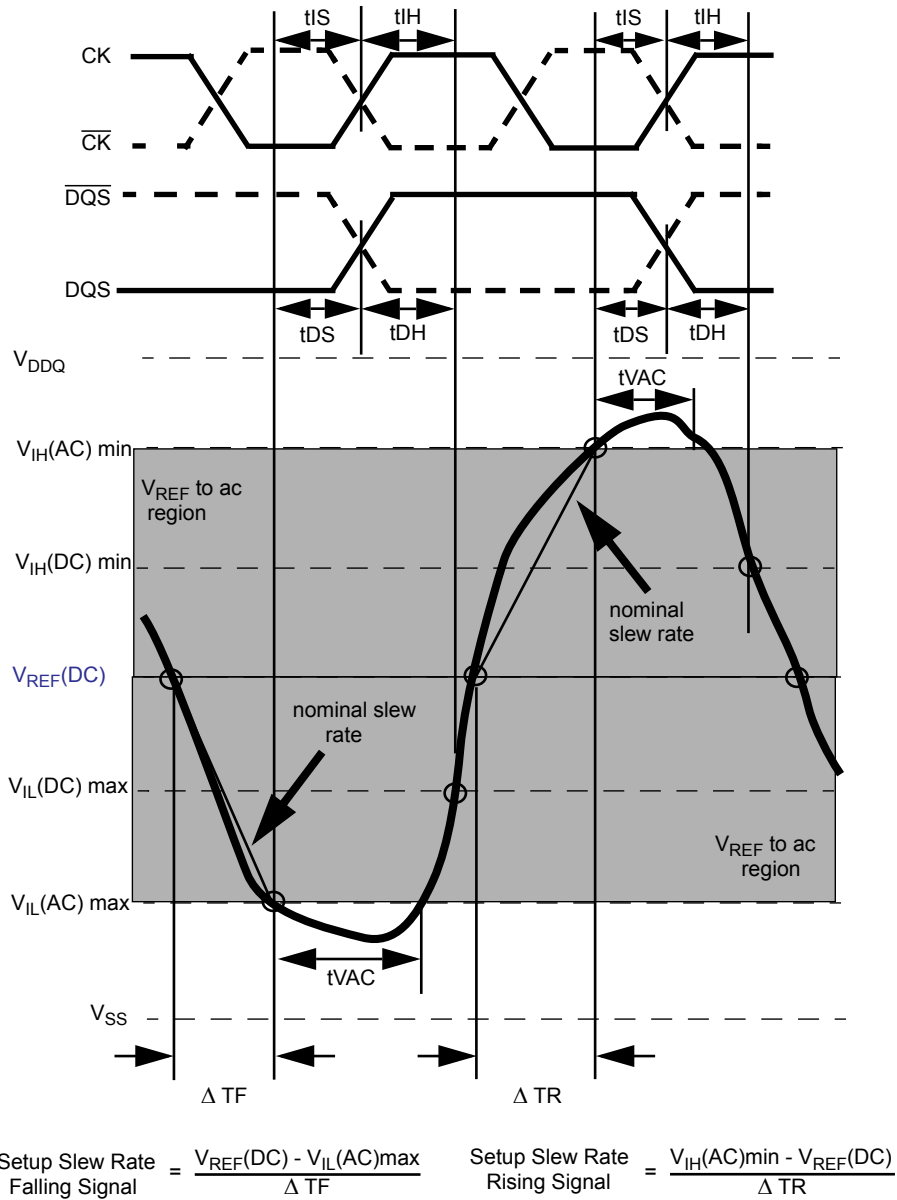 tIS tIH tIS tIH
CK
CK
DQS
DQS
tDS tDH tDS tDH
VDDQ
tVAC
VIH(AC) min
VREF to ac
region
VIH(DC) min
nominal
slew rate
VREF(DC)
nominal slew
rate
VIL(DC) max
VREF to ac
region
VIL(AC) max
tVAC
VSS
Δ TF Δ TR
Setup Slew Rate
Falling Signal
= VREF(DC) - VIL(AC)max
Δ TF
Setup Slew Rate
Rising Signal
= VIH(AC)min - VREF(DC)
Δ TR